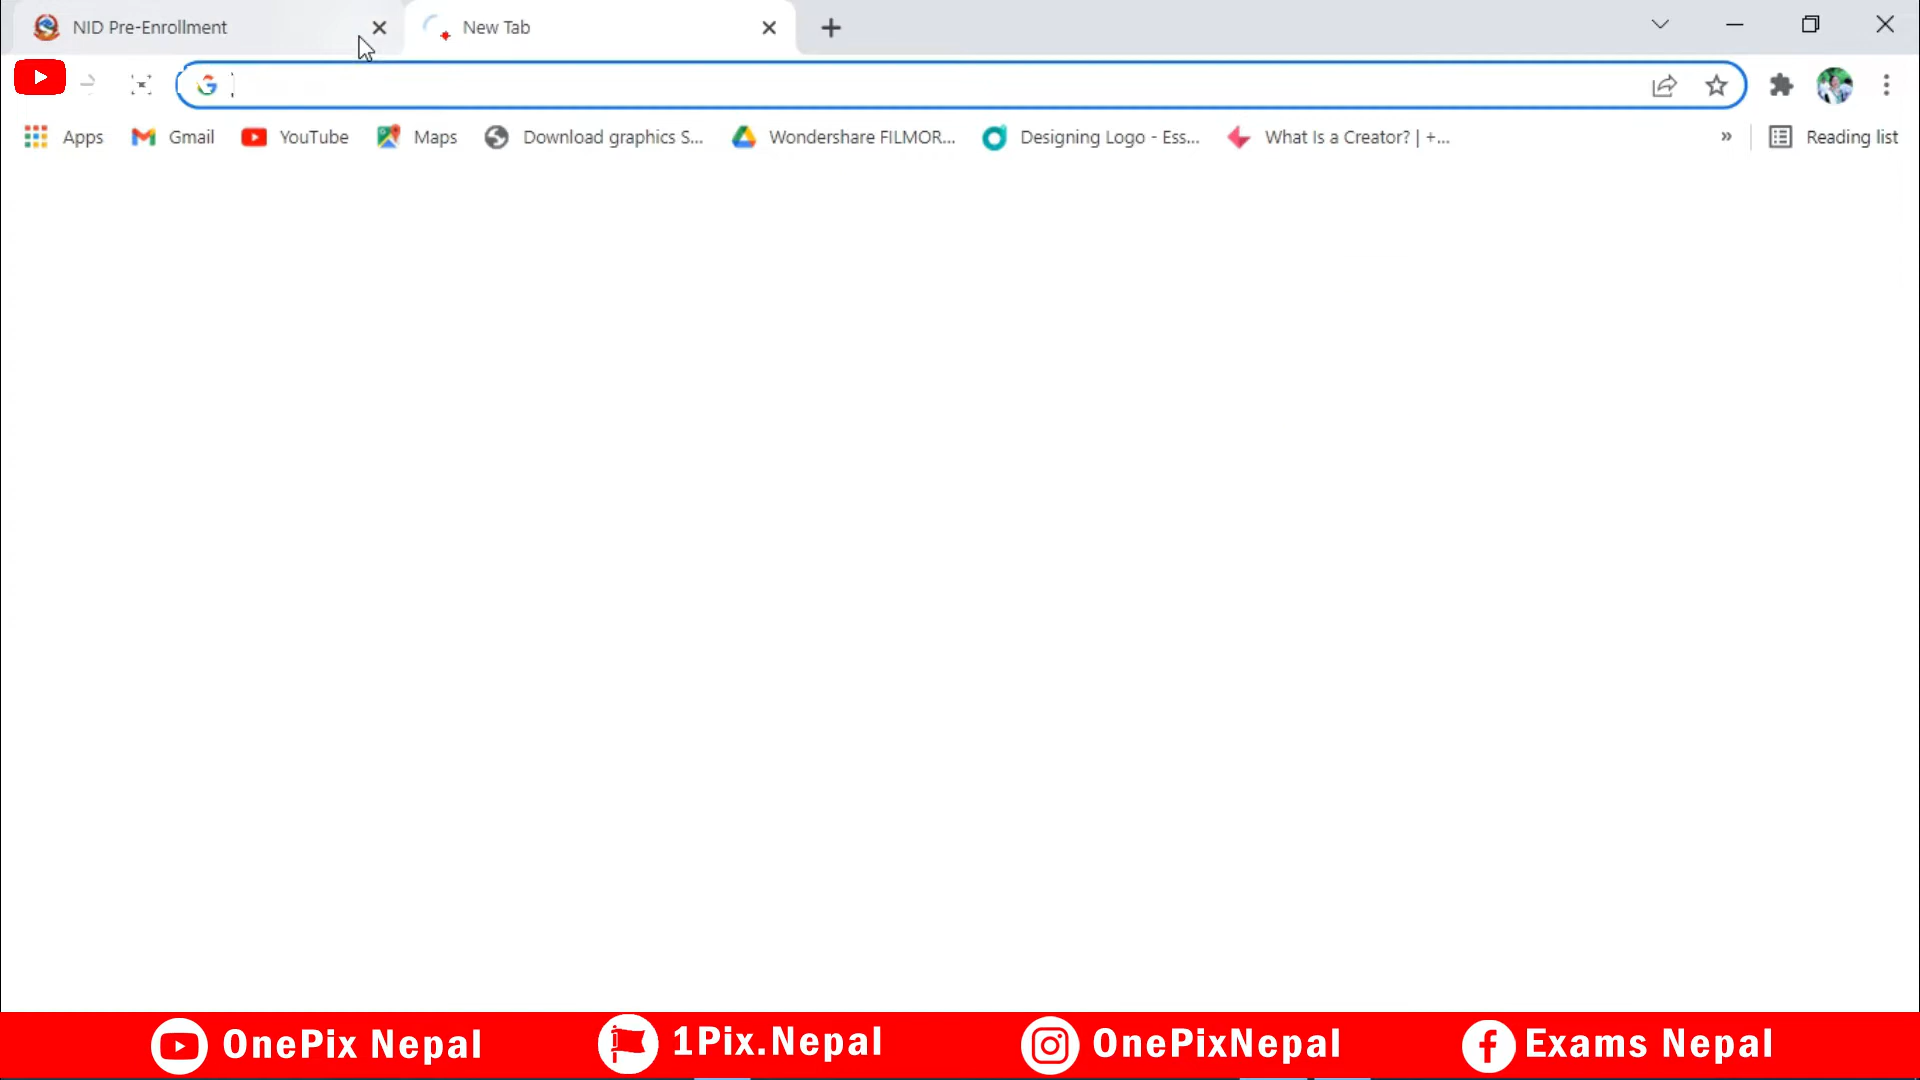 NID Pre-Enrollment
New Tab
Apps
Gmail
YouTube
Maps
Download graphics S...
Wondershare FILMOR...
Designing Logo - Ess...
What Is a Creator? | +...
»
Reading list
OnePix Nepal
1Pix.Nepal
OnePixNepal
Exams Nepal